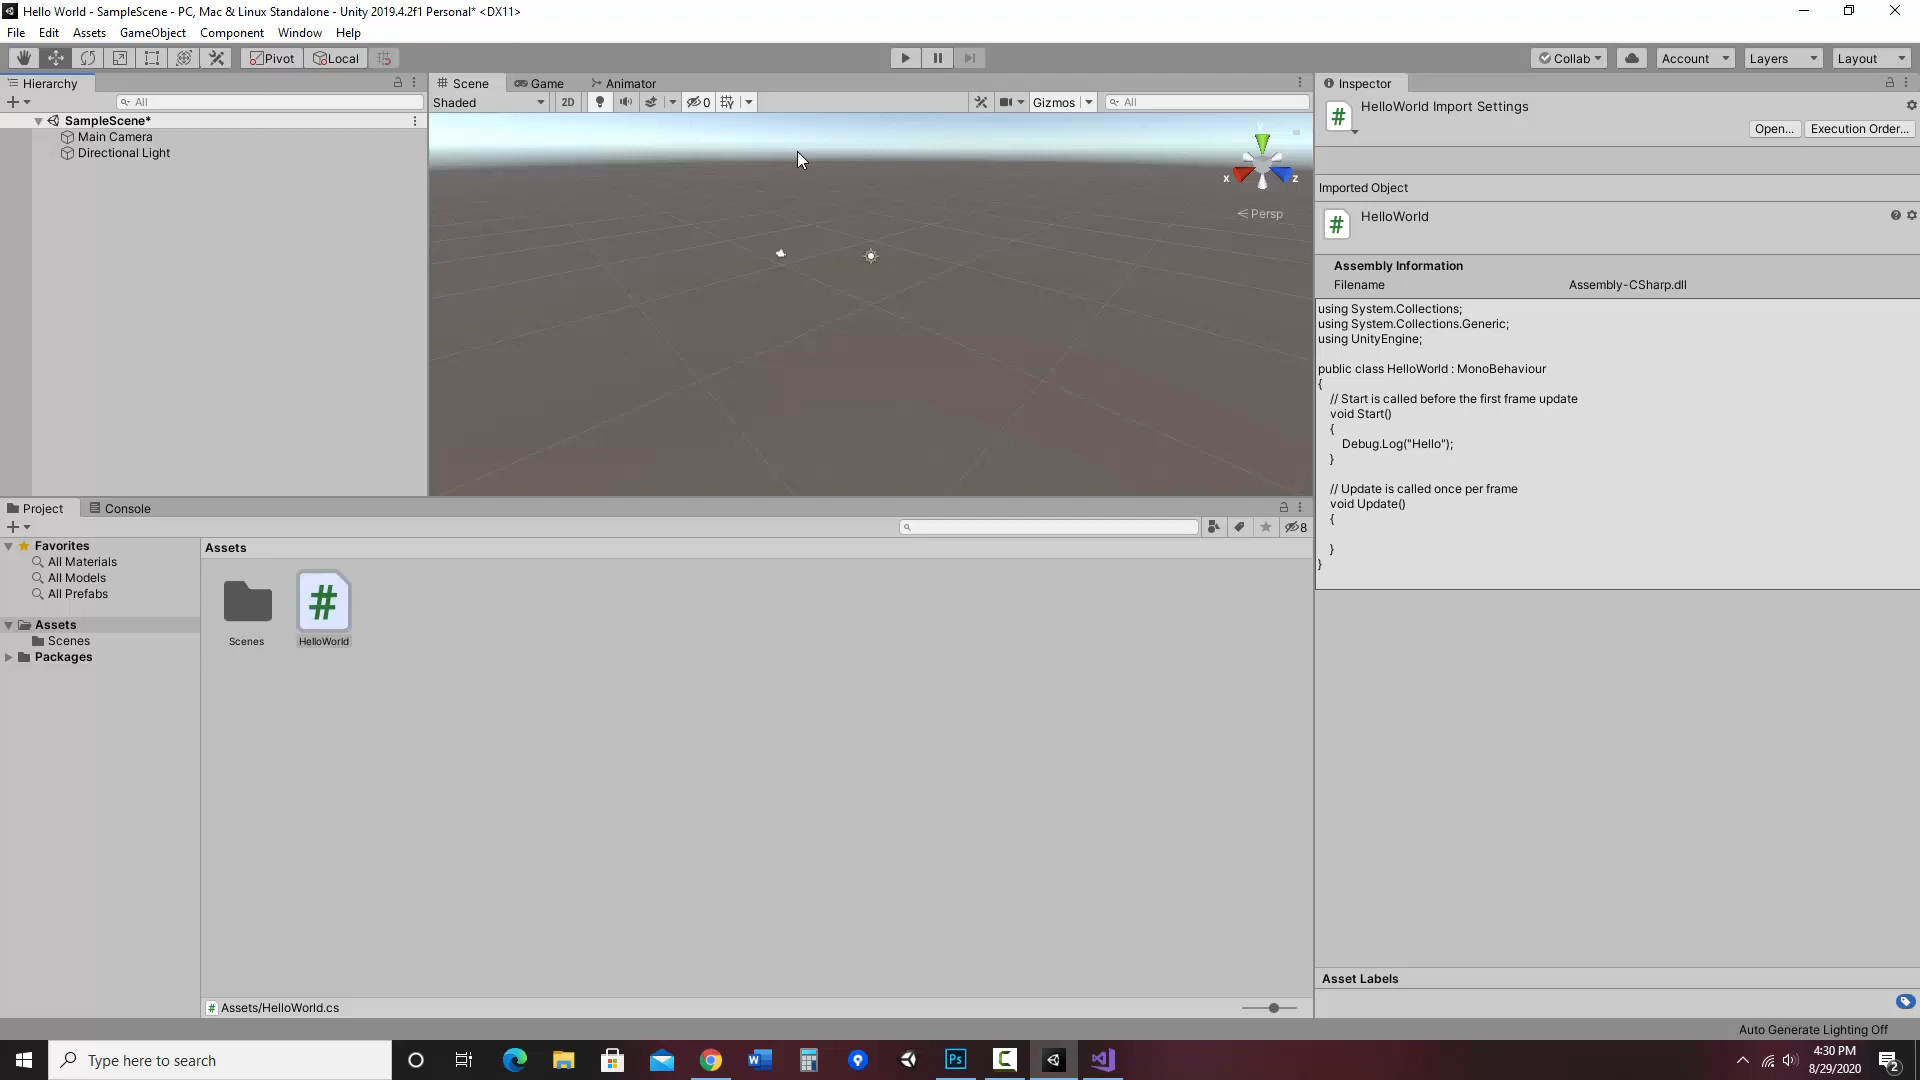 Hello World - SampleScene - PC, Mac & Linux Standalone - Unity 2019.4.2f1 Personal* <DX11>
File Edit Assets GameObject Component Window Help
Pivot Local Collab Account Layers Layout
Hierarchy
All
SampleScene*
Main Camera
Directional Light
Scene Game Animator
Shaded 2D 0 Gizmos All
x z
Persp
Inspector
HelloWorld Import Settings
Open... Execution Order...
Imported Object
HelloWorld
Assembly Information
Filename Assembly-CSharp.dll
using System.Collections;
using System.Collections.Generic;
using UnityEngine;
public class HelloWorld : MonoBehaviour
{
// Start is called before the first frame update
void Start()
{
Debug.Log("Hello");
}
// Update is called once per frame
void Update()
{
}
}
Project Console
8
Favorites
All Materials
All Models
All Prefabs
Assets
Scenes
Packages
Assets
Scenes
HelloWorld
Assets/HelloWorld.cs
Asset Labels
Auto Generate Lighting Off
Type here to search
Ps
4:30 PM
8/29/2020
2